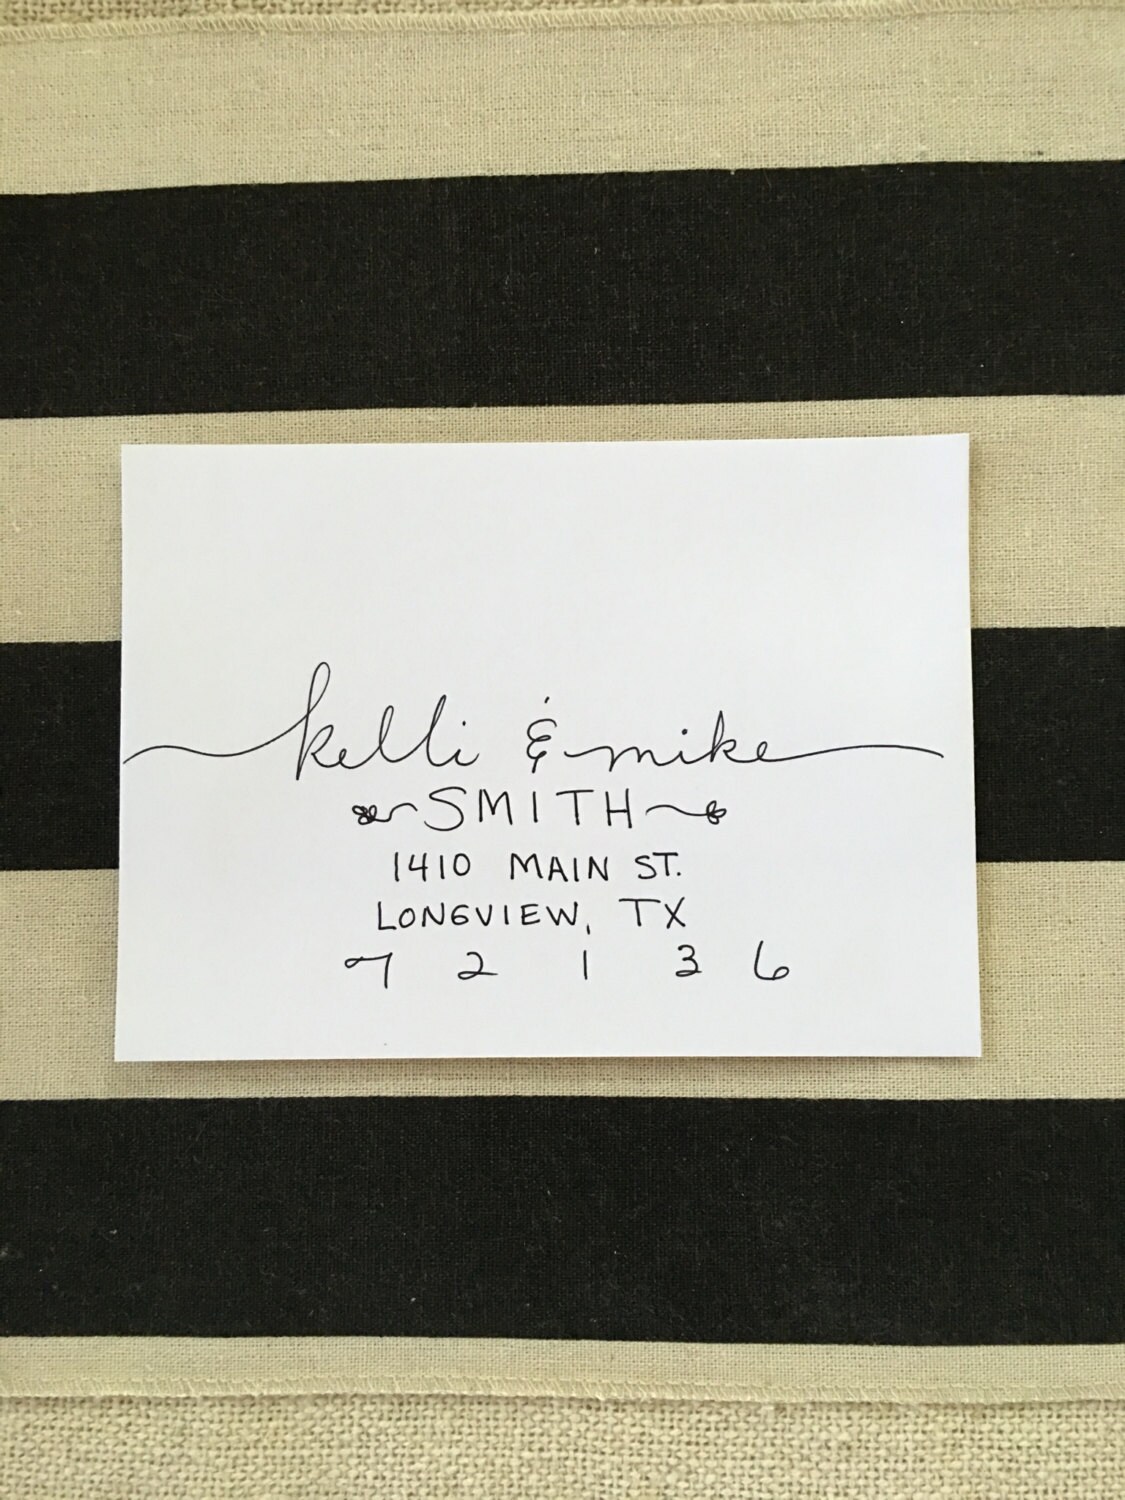 kelli & mike
SMITH
1410 MAIN ST.
LONGVIEW, TX
7 2 1 3 6